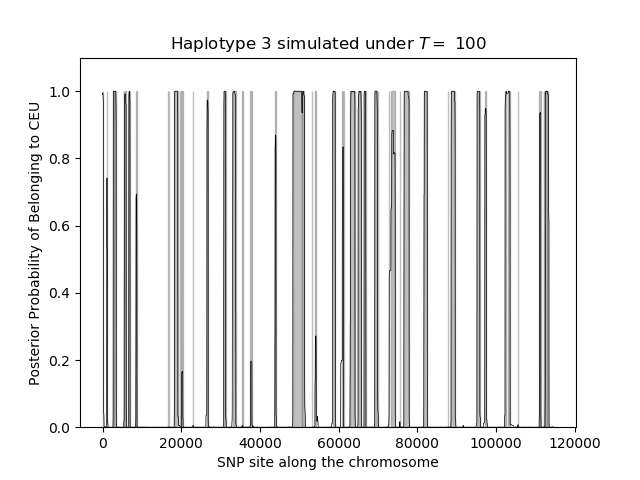 Haplotype 3 simulated under T = 100
Posterior Probability of Belonging to CEU
1.0
0.8
0.6
0.4
0.2
0.0
0 20000 40000 60000 80000 100000 120000
SNP site along the chromosome